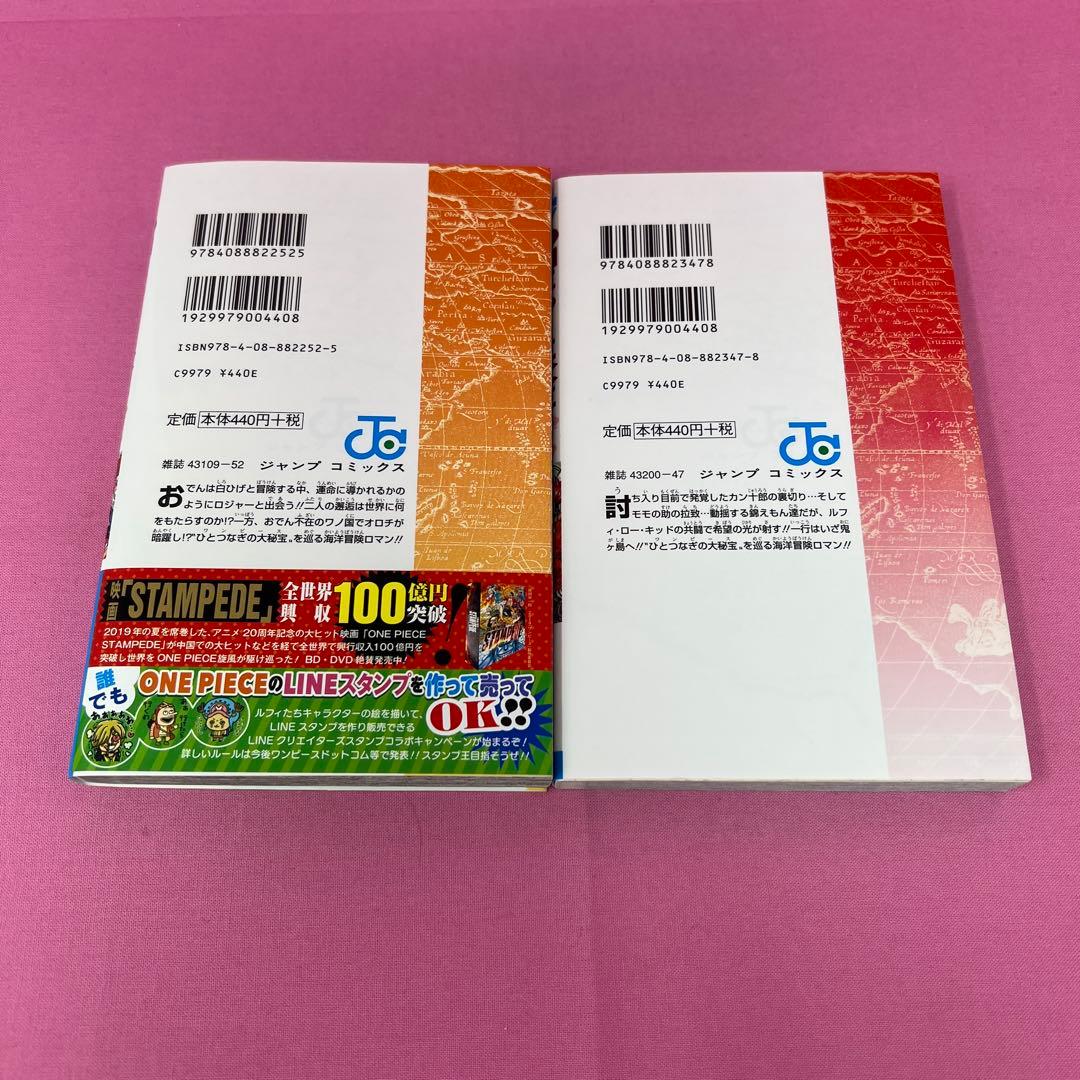 9784088822525
1929979004408
ISBN978-4-08-882252-5
C9979 ¥440E
定価 本体440円+税
雑誌 43109-52 ジャンプ コミックス
おでんは白ひげと冒険する中、運命に導かれるかの
ようにロジャーと出会う!!二人の邂逅は世界に何
をもたらすのか!?一方、おでん不在のワノ国でオロチが
暗躍し!?"ひとつなぎの大秘宝"を巡る海洋冒険ロマン!!
映画「STAMPEDE」全世界興収100億円突破!
2019年の夏を席巻した、アニメ20周年記念の大ヒット映画「ONE PIECE
STAMPEDE」が中国での大ヒットなどを経て全世界で興行収入100億円を
突破し世界をONE PIECE旋風が駆け巡った! BD・DVD絶賛発売中!
誰でもONE PIECEのLINEスタンプを作って売ってOK!!
ルフィたちキャラクターの絵を描いて、
LINEスタンプを作り販売できる
LINEクリエイターズスタンプコラボキャンペーンが始まるぞ!
詳しいルールは今後ワンピースドットコム等で発表!!スタンプ王目指そうぜ!!
9784088823478
1929979004408
ISBN978-4-08-882347-8
C9979 ¥440E
定価 本体440円+税
雑誌 43200-47 ジャンプ コミックス
討ち入り目前で発覚したカン十郎の裏切り…そして
モモの助の拉致…動揺する錦えもん達だが、ルフ
ィ・ロー・キッドの共闘で希望の光が射す!!一行はいざ鬼
ヶ島へ!!"ひとつなぎの大秘宝"を巡る海洋冒険ロマン!!